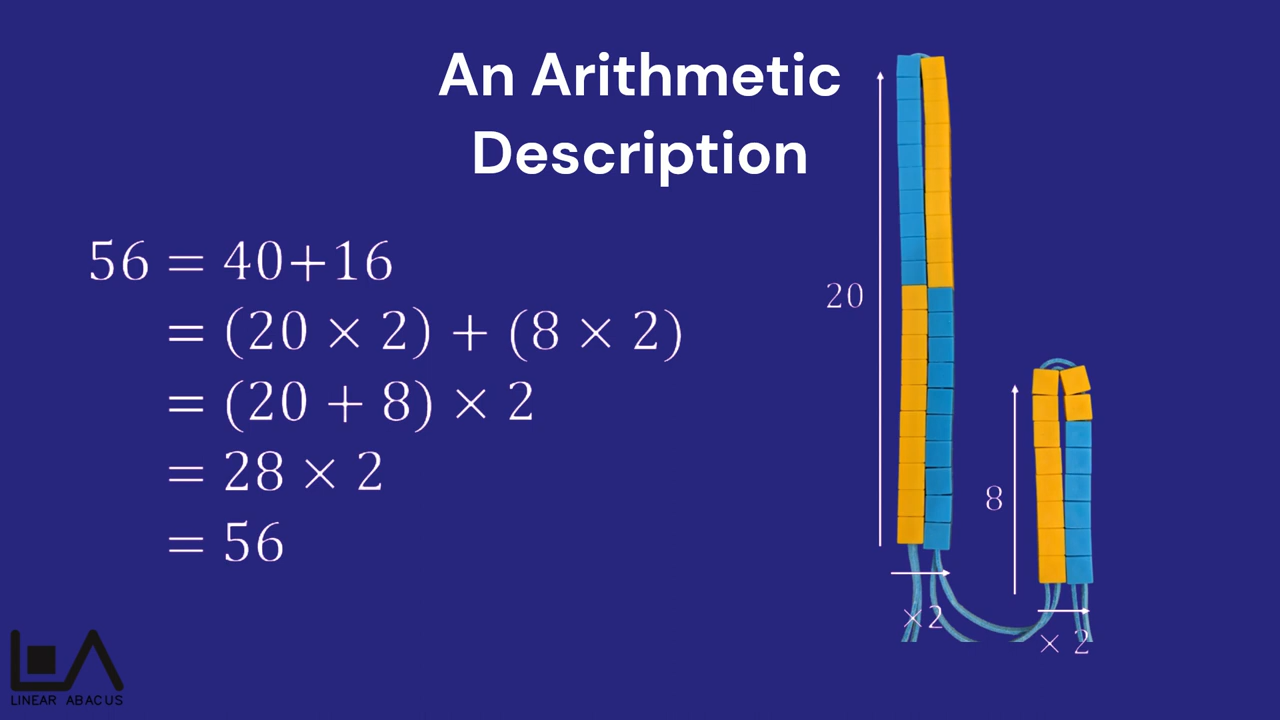 An Arithmetic
Description
56 = 40+16
= (20 × 2) + (8 × 2)
= (20 + 8) × 2
= 28 × 2
= 56
20
8
×2
× 2
LINEAR ABACUS